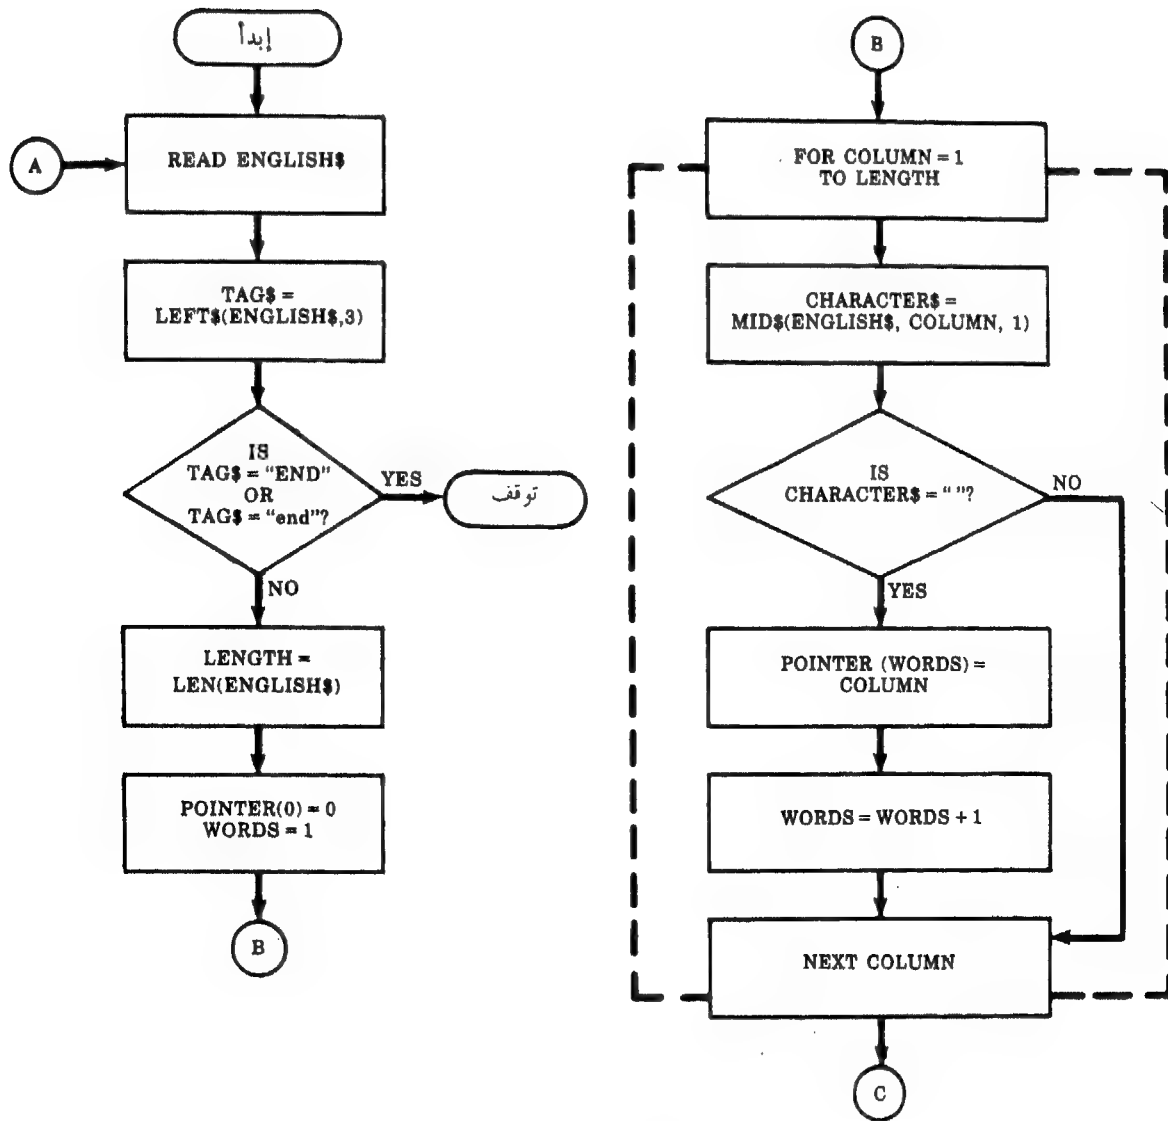 إبدأ
A
READ ENGLISH$
TAG$ =
LEFT$(ENGLISH$,3)
IS
TAG$ = “END”
OR
TAG$ = “end”?
YES
توقف
NO
LENGTH =
LEN(ENGLISH$)
POINTER(0) = 0
WORDS = 1
B
B
FOR COLUMN = 1
TO LENGTH
CHARACTER$ =
MID$(ENGLISH$, COLUMN, 1)
IS
CHARACTER$ = “ ”?
NO
YES
POINTER (WORDS) =
COLUMN
WORDS = WORDS + 1
NEXT COLUMN
C